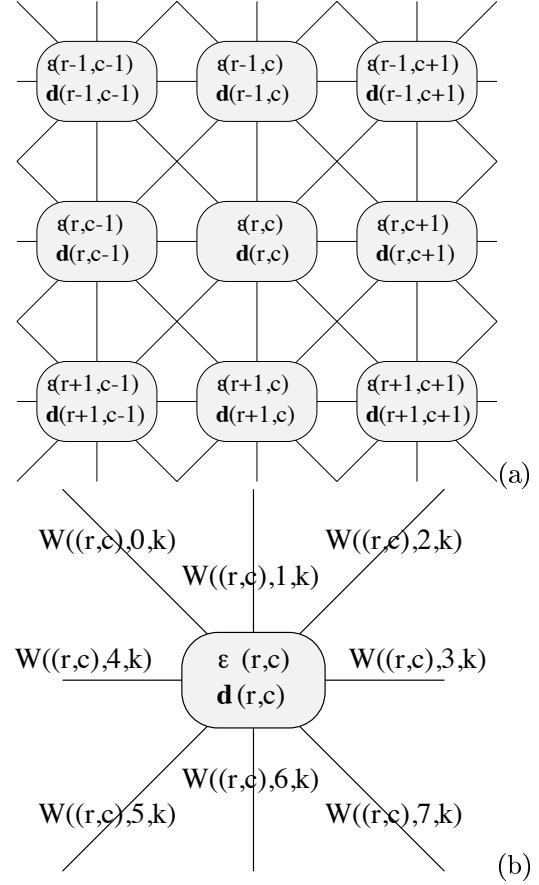 ε(r-1,c-1) ε(r-1,c) ε(r-1,c+1)
d(r-1,c-1) d(r-1,c) d(r-1,c+1)
ε(r,c-1) ε(r,c) ε(r,c+1)
d(r,c-1) d(r,c) d(r,c+1)
ε(r+1,c-1) ε(r+1,c) ε(r+1,c+1)
d(r+1,c-1) d(r+1,c) d(r+1,c+1)
(a)
W((r,c),0,k) W((r,c),2,k)
W((r,c),1,k)
W((r,c),4,k) ε (r,c) W((r,c),3,k)
d (r,c)
W((r,c),6,k)
W((r,c),5,k) W((r,c),7,k)
(b)